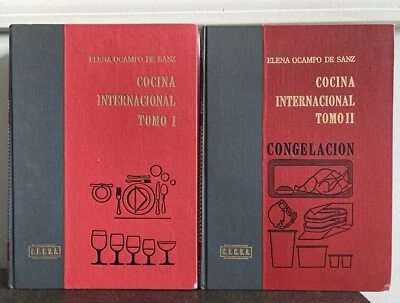 ELENA OCAMPO DE SANZ
COCINA
INTERNACIONAL
TOMO I
C.E.C.S.A.
ELENA OCAMPO DE SANZ
COCINA
INTERNACIONAL
TOMO II
CONGELACION
C.E.C.S.A.